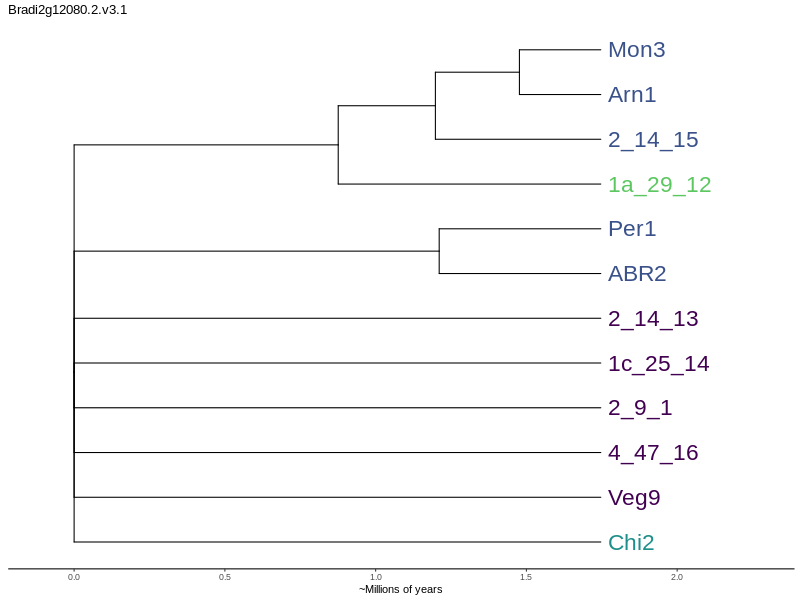 Bradi2g12080.2.v3.1
Mon3
Arn1
2_14_15
1a_29_12
Per1
ABR2
2_14_13
1c_25_14
2_9_1
4_47_16
Veg9
Chi2
0.0 0.5 1.0 1.5 2.0
~Millions of years